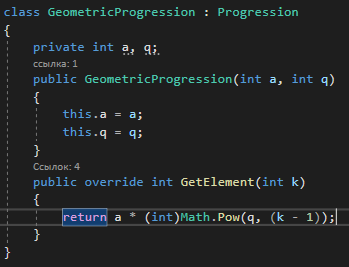 class GeometricProgression : Progression
{
    private int a, q;
    ссылка: 1
    public GeometricProgression(int a, int q)
    {
        this.a = a;
        this.q = q;
    }
    Ссылок: 4
    public override int GetElement(int k)
    {
        return a * (int)Math.Pow(q, (k - 1));
    }
}